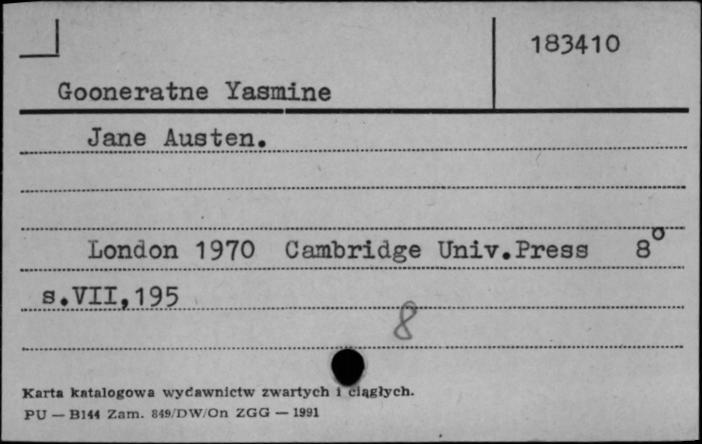 183410
Gooneratne Yasmine
Jane Austen.
London 1970 Cambridge Univ.Press 8°
s.VII,195
8
Karta katalogowa wydawnictw zwartych i ciągłych.
PU — B144 Zam. 849/DW/On ZGG — 1991